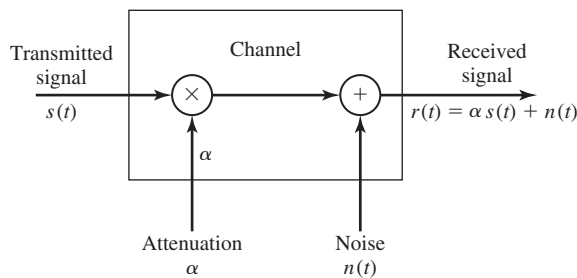 Transmitted
signal
Channel
Received
signal
×
+
s(t)
r(t) = α s(t) + n(t)
α
Attenuation
α
Noise
n(t)